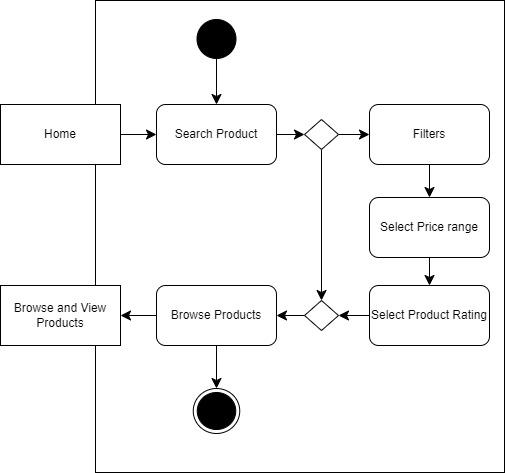 Home
Search Product
Filters
Select Price range
Browse and View
Products
Browse Products
Select Product Rating